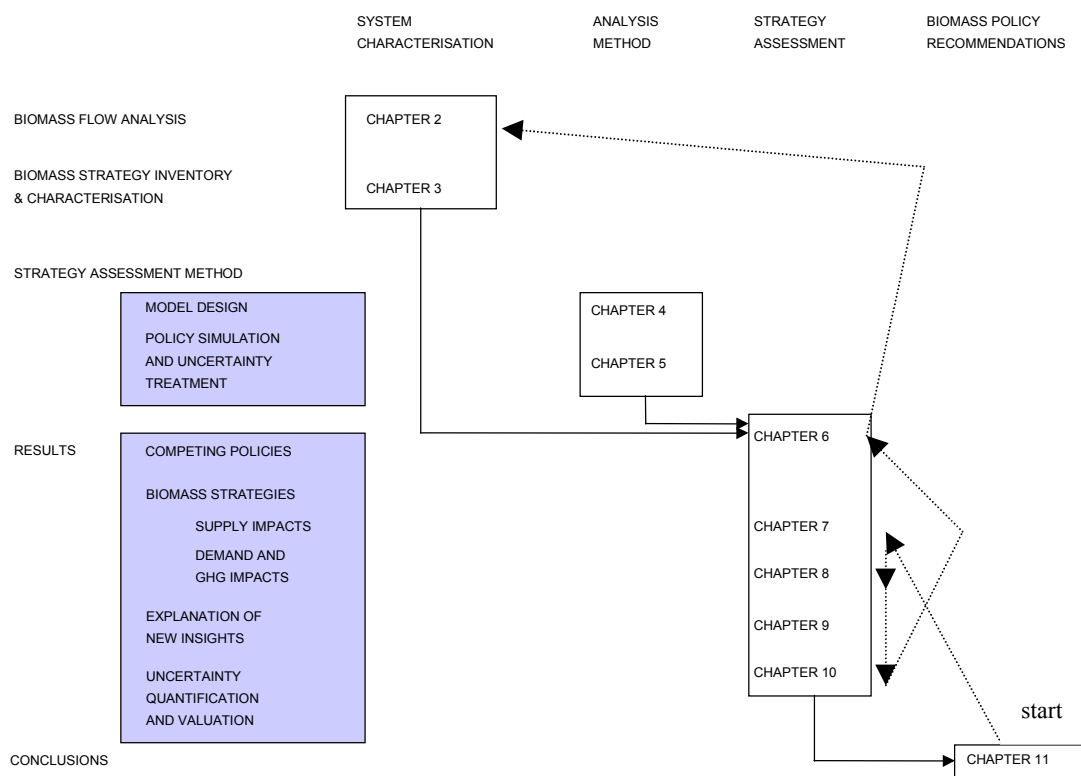 SYSTEM
CHARACTERISATION
ANALYSIS
METHOD
STRATEGY
ASSESSMENT
BIOMASS POLICY
RECOMMENDATIONS
BIOMASS FLOW ANALYSIS
CHAPTER 2
BIOMASS STRATEGY INVENTORY
& CHARACTERISATION
CHAPTER 3
STRATEGY ASSESSMENT METHOD
MODEL DESIGN
CHAPTER 4
POLICY SIMULATION
AND UNCERTAINTY
TREATMENT
CHAPTER 5
RESULTS
COMPETING POLICIES
CHAPTER 6
BIOMASS STRATEGIES
SUPPLY IMPACTS
CHAPTER 7
DEMAND AND
GHG IMPACTS
CHAPTER 8
EXPLANATION OF
NEW INSIGHTS
CHAPTER 9
UNCERTAINTY
QUANTIFICATION
AND VALUATION
CHAPTER 10
start
CONCLUSIONS
CHAPTER 11